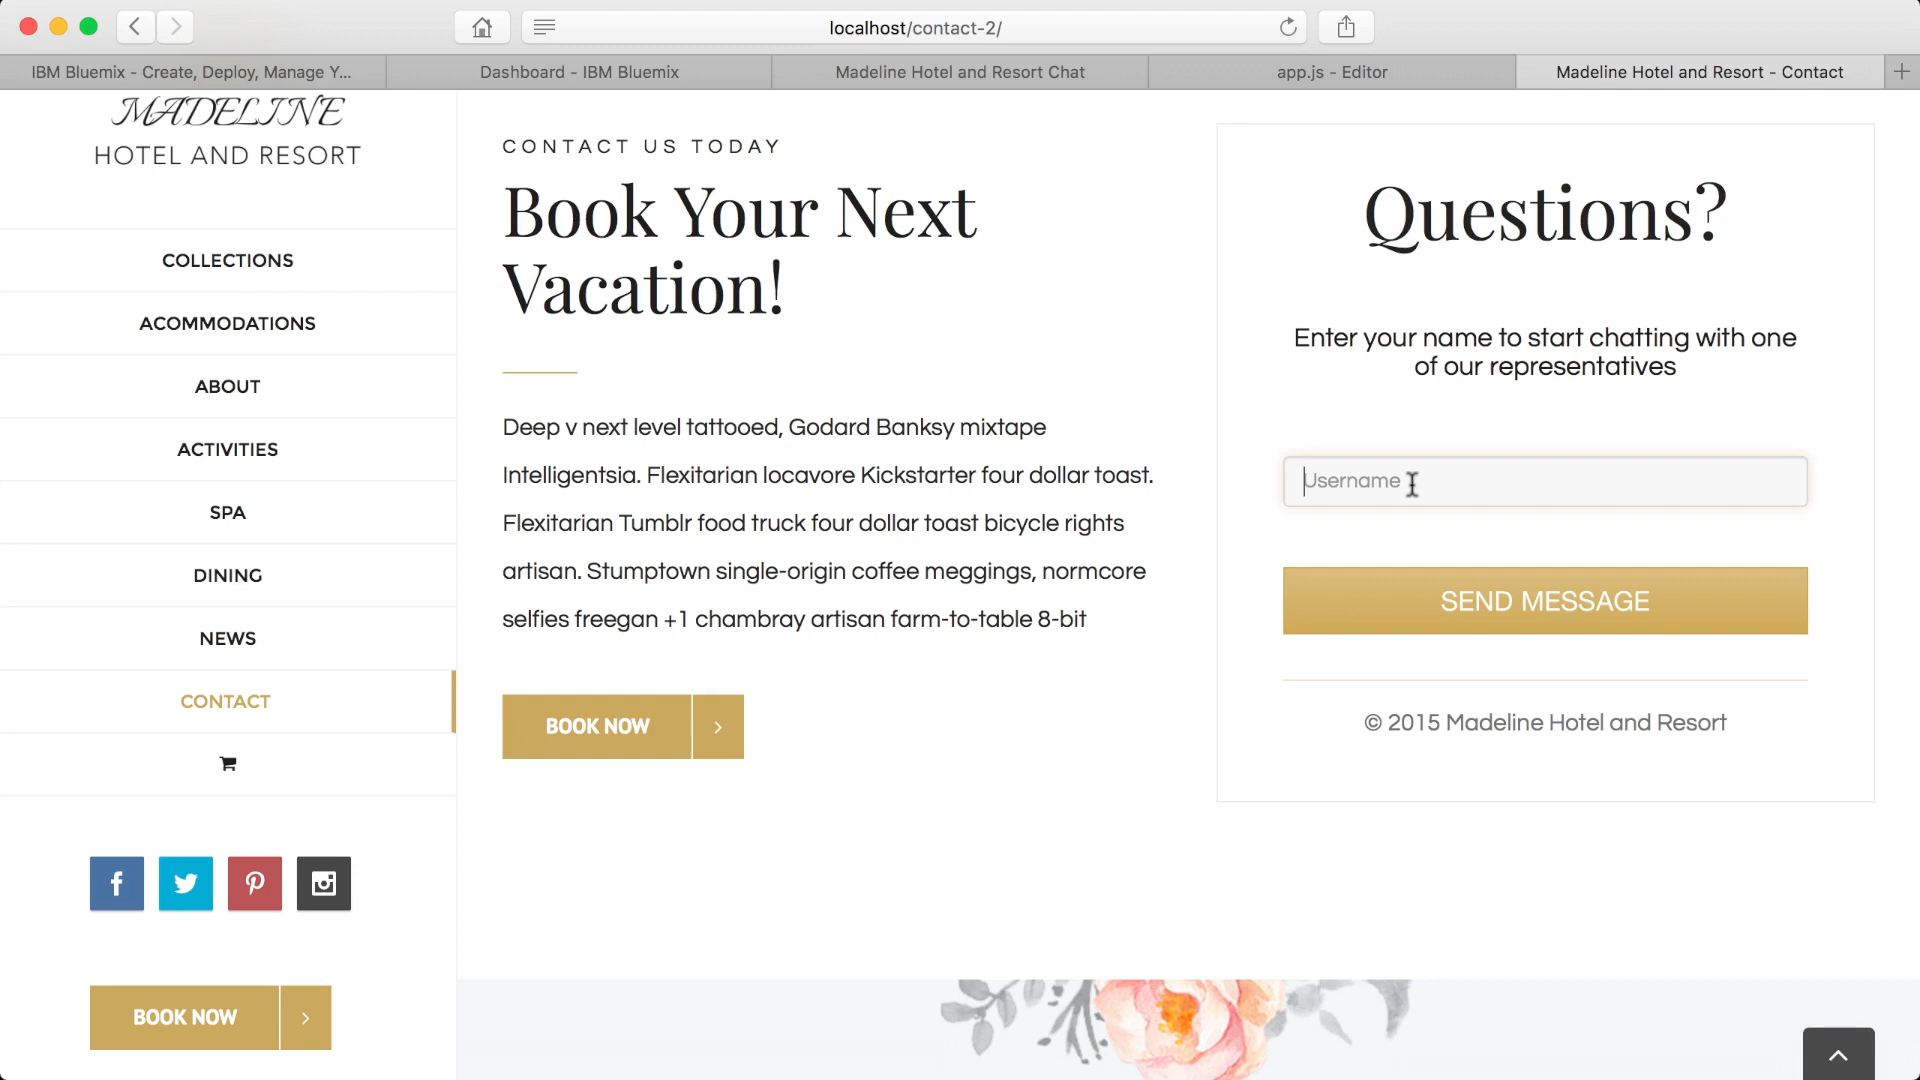 localhost/contact-2/
IBM Bluemix - Create, Deploy, Manage Y...
Dashboard - IBM Bluemix
Madeline Hotel and Resort Chat
app.js - Editor
Madeline Hotel and Resort - Contact
MADELINE
HOTEL AND RESORT
COLLECTIONS
ACOMMODATIONS
ABOUT
ACTIVITIES
SPA
DINING
NEWS
CONTACT
BOOK NOW
CONTACT US TODAY
Book Your Next
Vacation!
Deep v next level tattooed, Godard Banksy mixtape
Intelligentsia. Flexitarian locavore Kickstarter four dollar toast.
Flexitarian Tumblr food truck four dollar toast bicycle rights
artisan. Stumptown single-origin coffee meggings, normcore
selfies freegan +1 chambray artisan farm-to-table 8-bit
BOOK NOW
Questions?
Enter your name to start chatting with one
of our representatives
Username
SEND MESSAGE
© 2015 Madeline Hotel and Resort